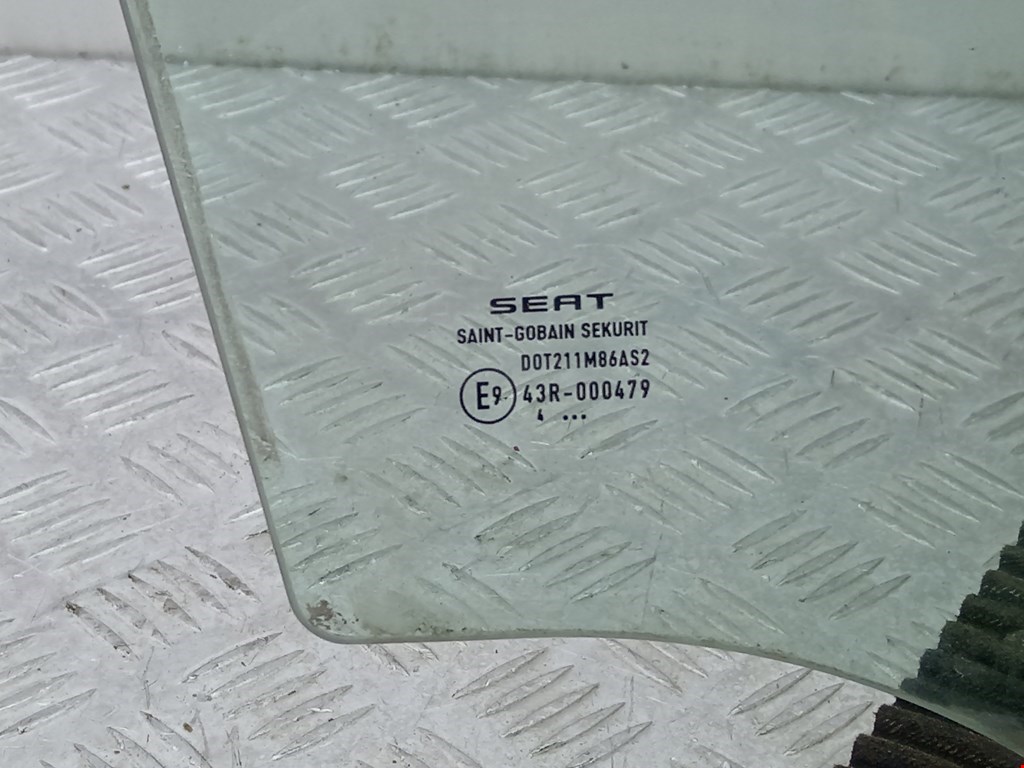 SEAT
SAINT-GOBAIN SEKURIT
DOT211M86AS2
E9 43R-000479
4 ...